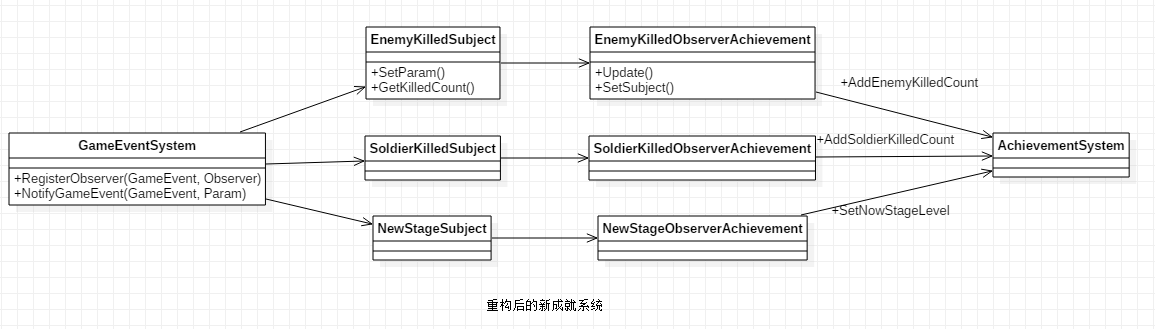 EnemyKilledSubject
+SetParam()
+GetKilledCount()
EnemyKilledObserverAchievement
+Update()
+SetSubject()
+AddEnemyKilledCount
GameEventSystem
+RegisterObserver(GameEvent, Observer)
+NotifyGameEvent(GameEvent, Param)
SoldierKilledSubject
SoldierKilledObserverAchievement
+AddSoldierKilledCount
AchievementSystem
NewStageSubject
NewStageObserverAchievement
+SetNowStageLevel
重构后的新成就系统